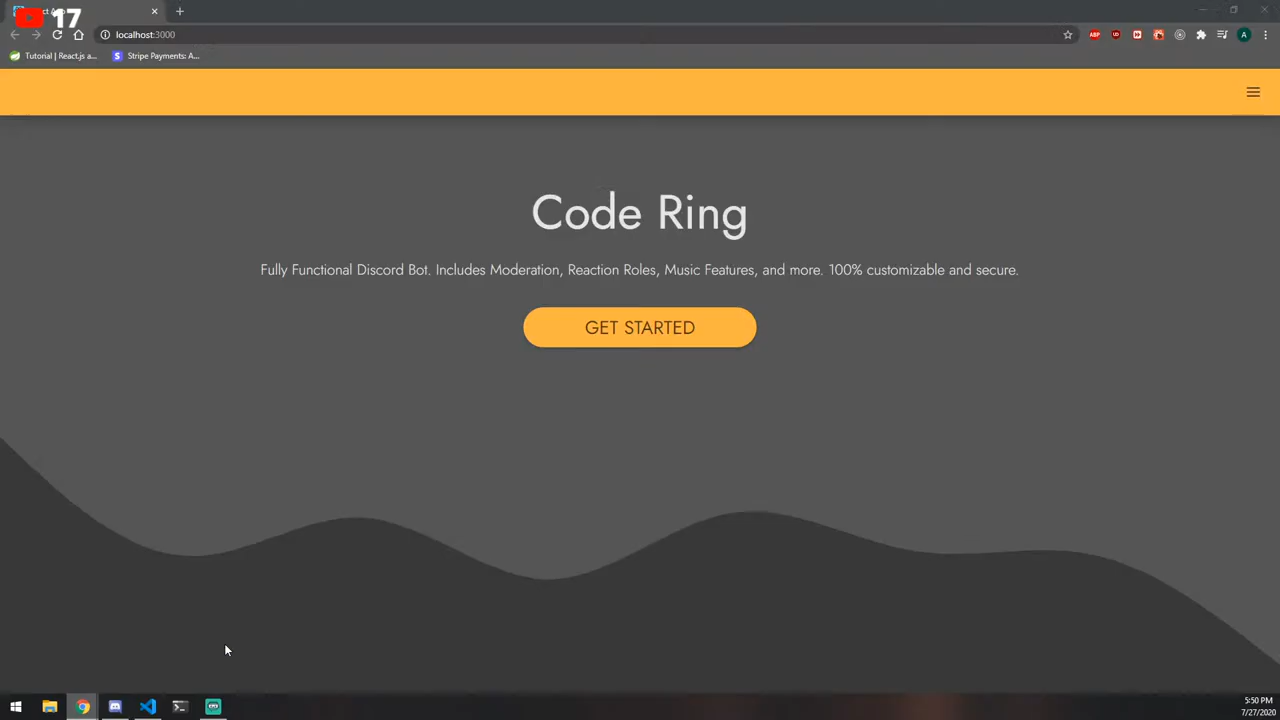 17
localhost:3000
Tutorial | React.js a...
Stripe Payments: A...
ABP
A
Code Ring
Fully Functional Discord Bot. Includes Moderation, Reaction Roles, Music Features, and more. 100% customizable and secure.
GET STARTED
5:50 PM
7/27/2020